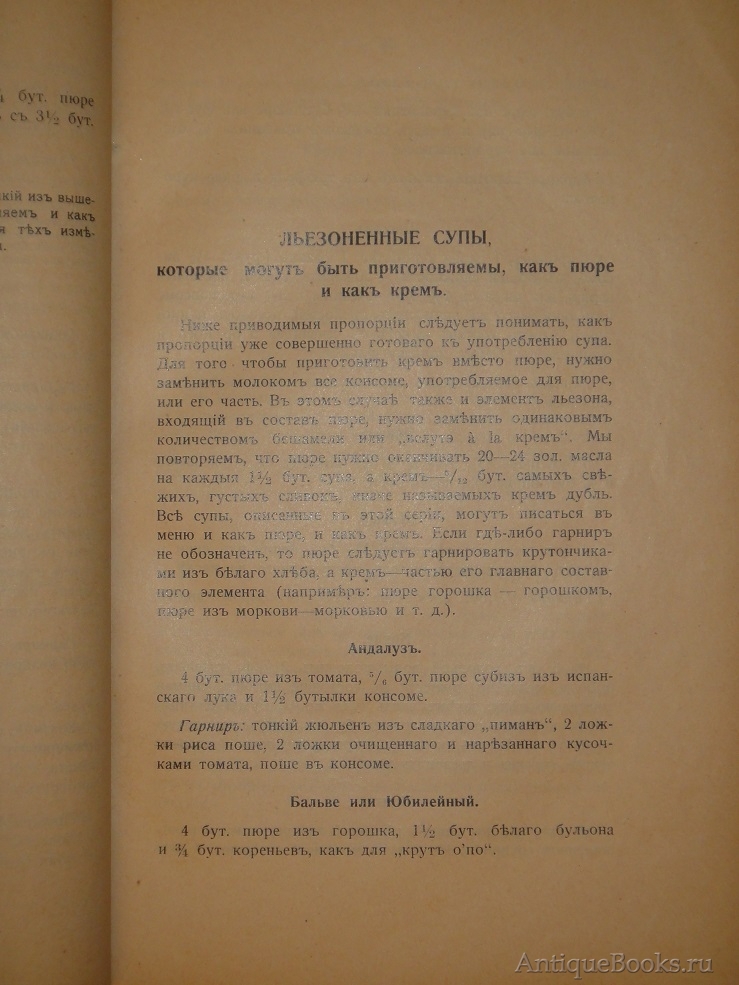 ¼ бут. пюре
съ 3½ бут.
кій изъ выше-
няемъ и какъ
я тѣхъ измѣ-
ЛЬЕЗОНЕННЫЕ СУПЫ,
которые могутъ быть приготовляемы, какъ пюре
и какъ кремъ.
Ниже приводимыя пропорціи слѣдуетъ понимать, какъ
пропорціи уже совершенно готоваго къ употребленію супа.
Для того чтобы приготовить кремъ вмѣсто пюре, нужно
замѣнить молокомъ все консоме, употребляемое для пюре,
или его часть. Въ этомъ случаѣ также и элементъ льезона,
входящій въ составъ пюре, нужно замѣнить одинаковымъ
количествомъ бешамели или „велутэ à la кремъ“. Мы
повторяемъ, что пюре нужно оканчивать 20—24 зол. масла
на каждыя 1½ бут. супа, а кремъ—⁵/₁₂ бут. самыхъ свѣ-
жихъ, густыхъ сливокъ, иначе называемыхъ кремъ дубль.
Всѣ супы, описанные въ этой серіи, могутъ писаться въ
меню и какъ пюре, и какъ кремъ. Если гдѣ-либо гарнир
не обозначенъ, то пюре слѣдуетъ гарнировать крутончика-
ми изъ бѣлаго хлѣба, а кремъ—частью его главнаго состав-
ного элемента (напримѣръ: пюре горошка — горошкомъ,
пюре изъ моркови—морковью и т. д.).
Андалузъ.
4 бут. пюре изъ томата, ⁵/₆ бут. пюре субизъ изъ испан-
скаго лука и 1½ бутылки консоме.
Гарниръ: тонкій жюльен изъ сладкаго „пиманъ“, 2 лож-
ки риса поше, 2 ложки очищеннаго и нарѣзаннаго кусоч-
ками томата, поше въ консоме.
Бальве или Юбилейный.
4 бут. пюре изъ горошка, 1½ бут. бѣлаго бульона
и ¾ бут. кореньевъ, какъ для „крутъ о'по“.
AntiqueBooks.ru